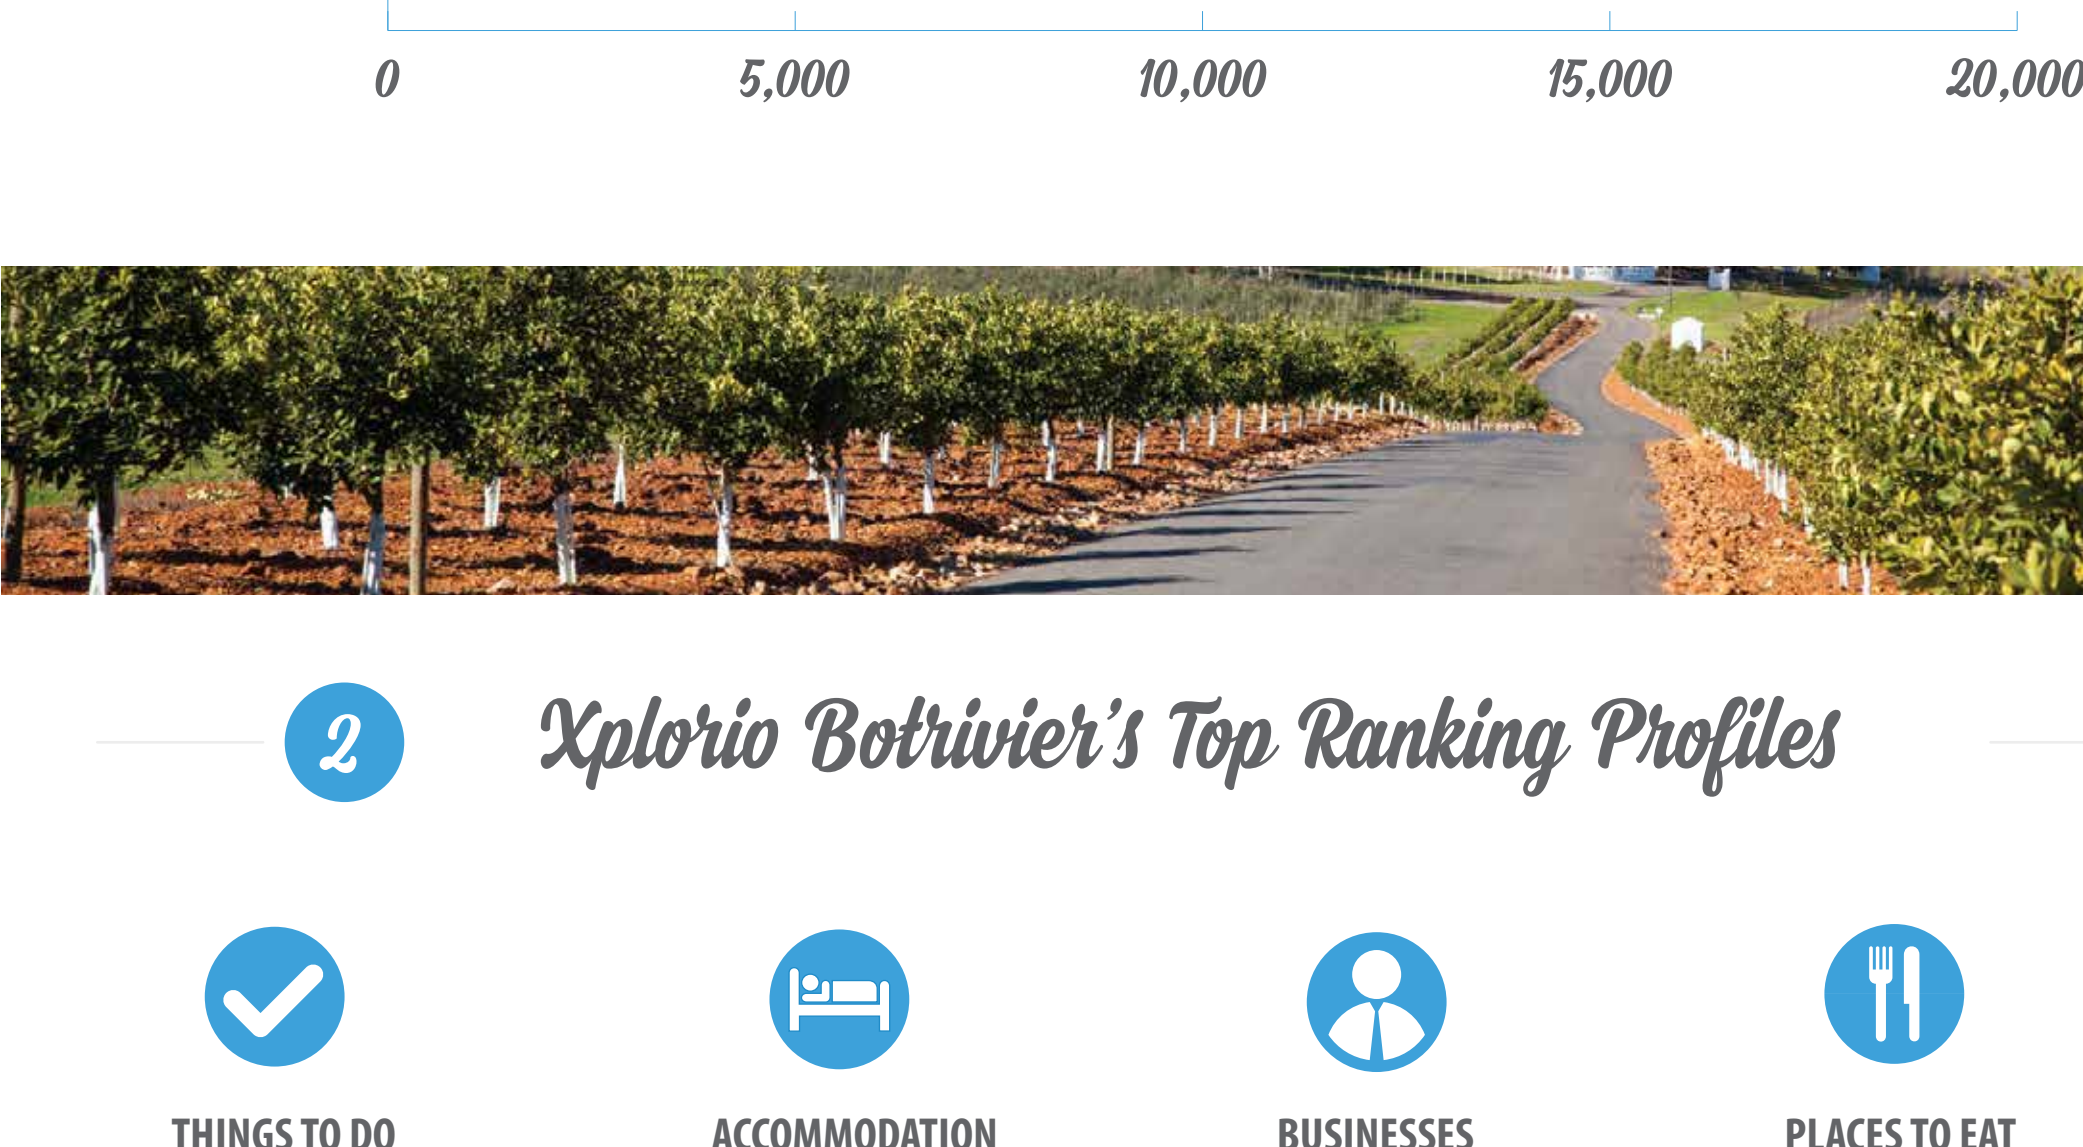 0 5,000 10,000 15,000 20,000
2 Xplorio Botrivier's Top Ranking Profiles
THINGS TO DO ACCOMMODATION BUSINESSES PLACES TO EAT